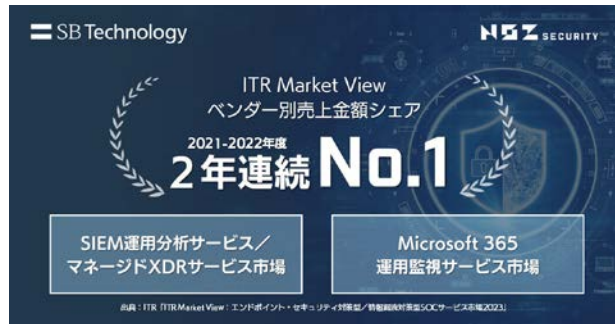 SB Technology
NOZ SECURITY
ITR Market View
ベンダー別売上金額シェア
2021-2022年度
2年連続 No.1
SIEM運用分析サービス／
マネージドXDRサービス市場
Microsoft 365
運用監視サービス市場
出典：ITR「ITR Market View：エンドポイント・セキュリティ対策型／情報漏洩対策型SOCサービス市場2023」